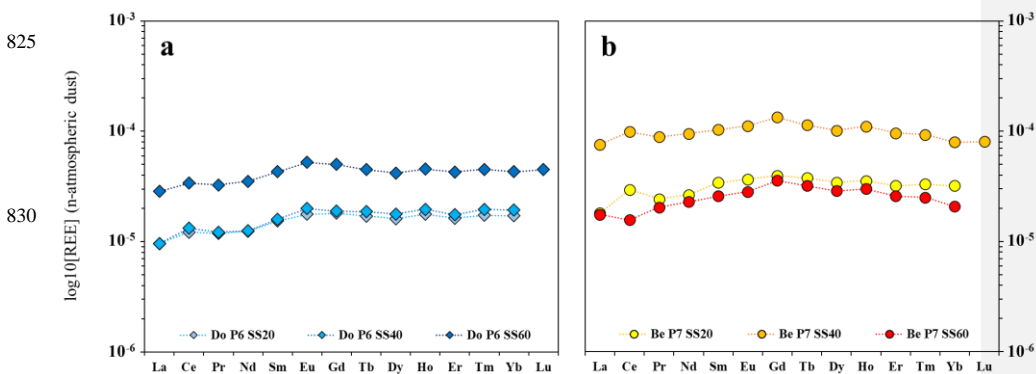 825
830
log10[REE] (n-atmospheric dust)
10-3
10-4
10-5
10-6
a
Do P6 SS20 Do P6 SS40 Do P6 SS60
La Ce Pr Nd Sm Eu Gd Tb Dy Ho Er Tm Yb Lu
b
Be P7 SS20 Be P7 SS40 Be P7 SS60
La Ce Pr Nd Sm Eu Gd Tb Dy Ho Er Tm Yb Lu
10-3
10-4
10-5
10-6